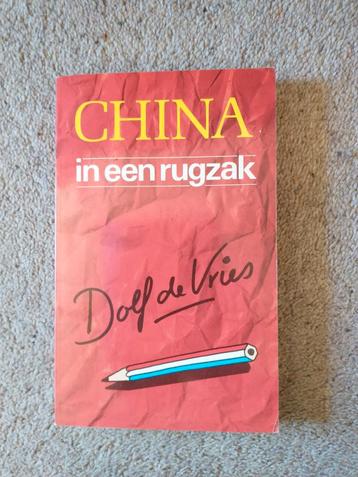 CHINA
in een rugzak
Dolf de Vries